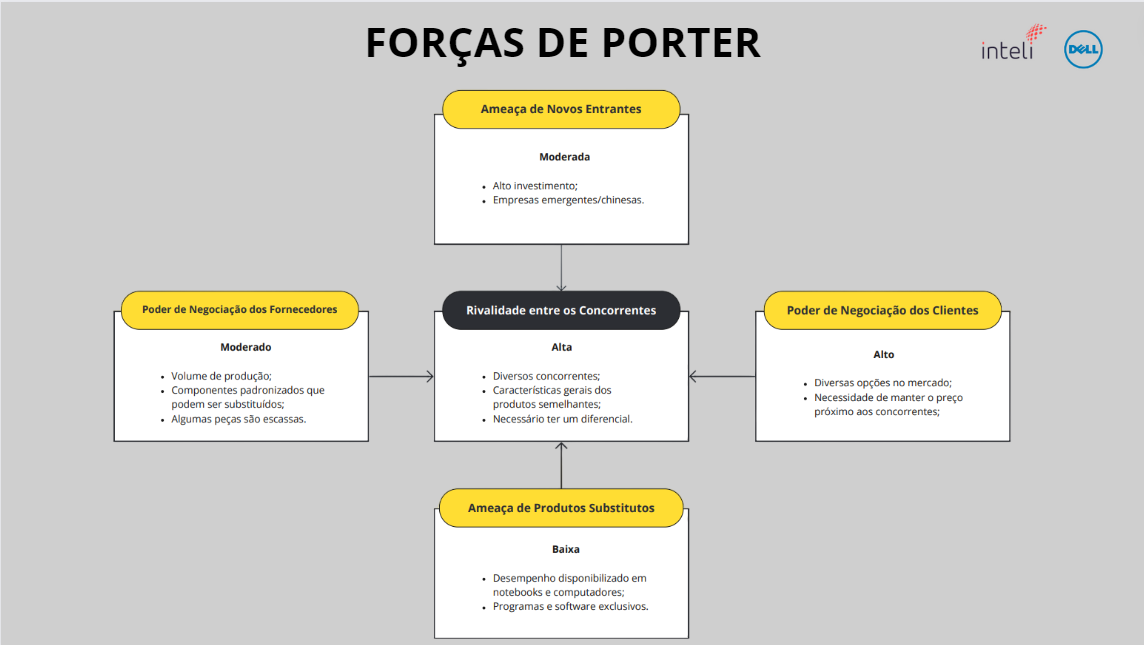 FORÇAS DE PORTER
inteli
DELL
Ameaça de Novos Entrantes
Moderada
• Alto investimento;
• Empresas emergentes/chinesas.
Poder de Negociação dos Fornecedores
Moderado
• Volume de produção;
• Componentes padronizados que
podem ser substituídos;
• Algumas peças são escassas.
Rivalidade entre os Concorrentes
Alta
• Diversos concorrentes;
• Características gerais dos
produtos semelhantes;
• Necessário ter um diferencial.
Poder de Negociação dos Clientes
Alto
• Diversas opções no mercado;
• Necessidade de manter o preço
próximo aos concorrentes;
Ameaça de Produtos Substitutos
Baixa
• Desempenho disponibilizado em
notebooks e computadores;
• Programas e software exclusivos.